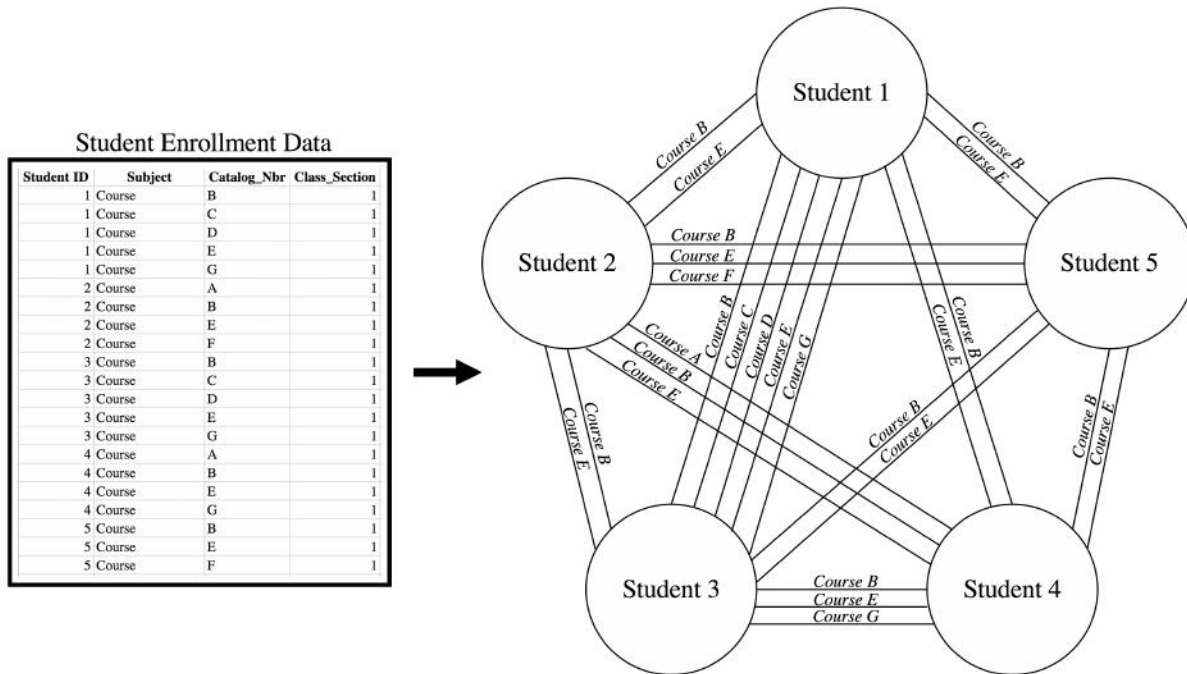 Student Enrollment Data
Student ID Subject Catalog_Nbr Class_Section
1 Course B 1
1 Course C 1
1 Course D 1
1 Course E 1
1 Course G 1
2 Course A 1
2 Course B 1
2 Course E 1
2 Course F 1
3 Course B 1
3 Course C 1
3 Course D 1
3 Course E 1
3 Course G 1
4 Course A 1
4 Course B 1
4 Course E 1
4 Course G 1
5 Course B 1
5 Course E 1
5 Course F 1
Student 1
Course B
Course E
Course B
Course E
Student 2
Course B
Course E
Course F
Student 5
Course B
Course C
Course D
Course E
Course G
Course B
Course E
Course A
Course B
Course E
Course B
Course E
Course B
Course E
Course B
Course E
Student 3
Course B
Course E
Course G
Student 4